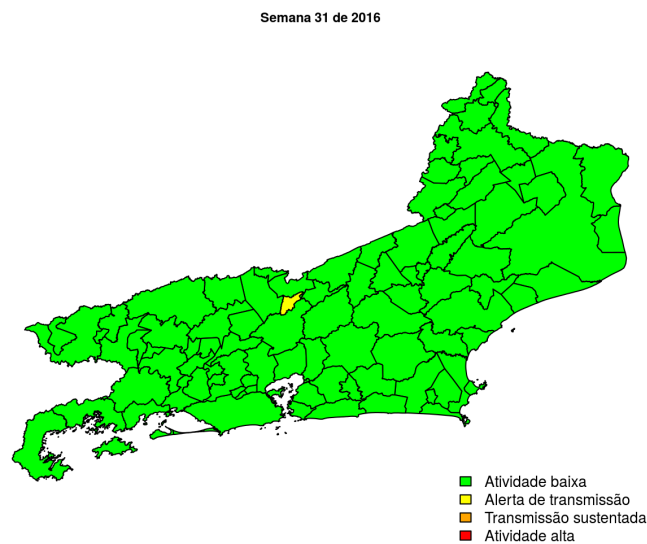 Semana 31 de 2016
Atividade baixa
Alerta de transmissão
Transmissão sustentada
Atividade alta